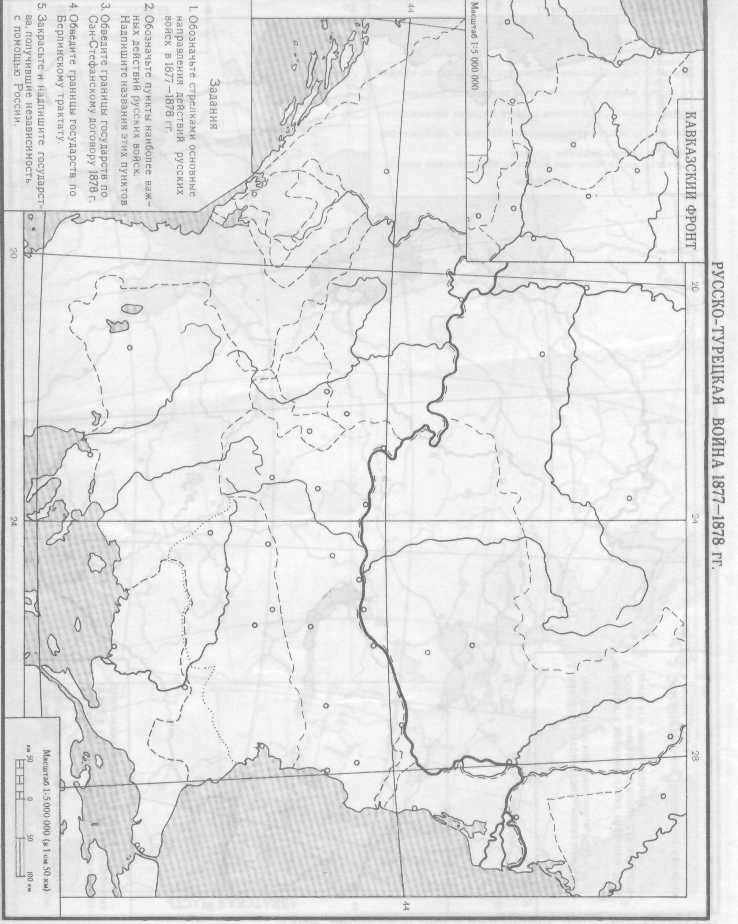 РУССКО-ТУРЕЦКАЯ ВОЙНА 1877–1878 гг.
КАВКАЗСКИЙ ФРОНТ
Масштаб 1:5 000 000
44
20
24
28
44
20
24
Задания
1. Обозначьте стрелками основные
направления действий русских
войск в 1877–1878 гг.
2. Обозначьте пункты наиболее важ-
ных действий русских войск.
Надпишите названия этих пунктов
3. Обведите границы государств по
Сан-Стефанскому договору 1878 г.
4. Обведите границы государств по
Берлинскому трактату.
5 Закрасьте и надпишите государст-
ва, получившие независимость
с помощью России.
Масштаб 1:5 000 000 (в 1 см 50 км)
км 50 0 50 100 км